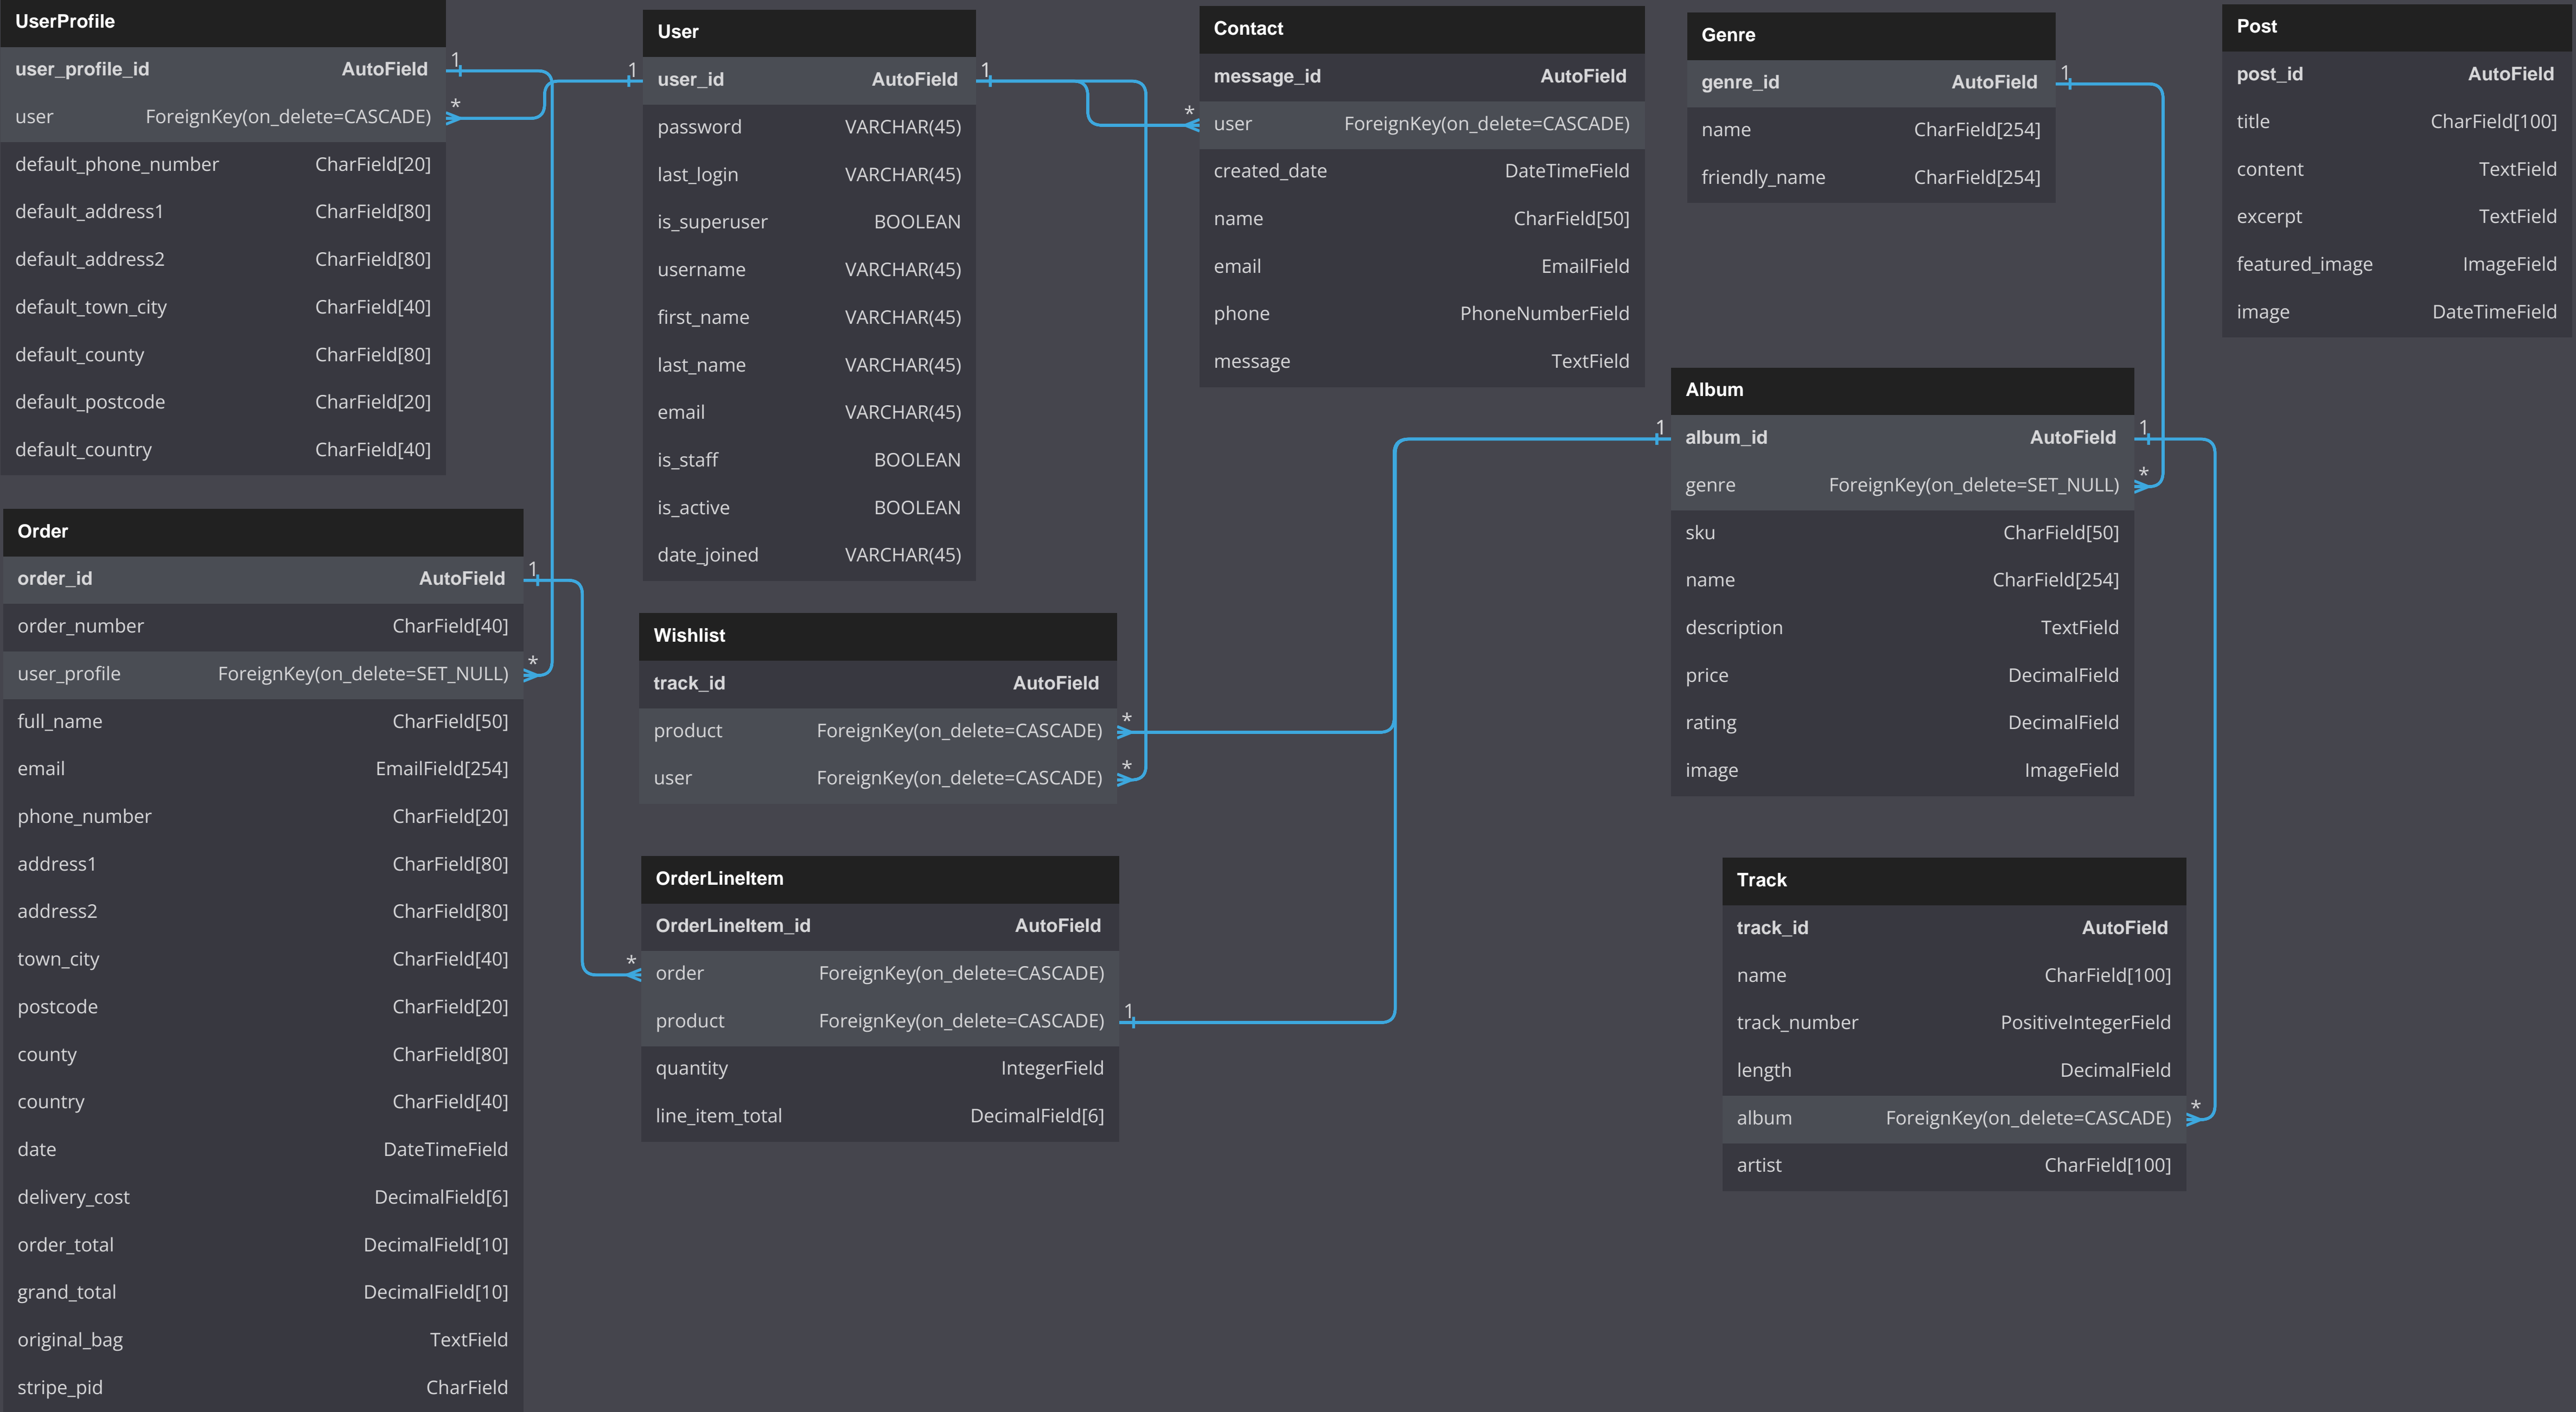 UserProfile
user_profile_id AutoField
user ForeignKey(on_delete=CASCADE)
default_phone_number CharField[20]
default_address1 CharField[80]
default_address2 CharField[80]
default_town_city CharField[40]
default_county CharField[80]
default_postcode CharField[20]
default_country CharField[40]
1
*
Order
order_id AutoField
order_number CharField[40]
user_profile ForeignKey(on_delete=SET_NULL)
full_name CharField[50]
email EmailField[254]
phone_number CharField[20]
address1 CharField[80]
address2 CharField[80]
town_city CharField[40]
postcode CharField[20]
county CharField[80]
country CharField[40]
date DateTimeField
delivery_cost DecimalField[6]
order_total DecimalField[10]
grand_total DecimalField[10]
original_bag TextField
stripe_pid CharField
1
*
User
user_id AutoField
password VARCHAR(45)
last_login VARCHAR(45)
is_superuser BOOLEAN
username VARCHAR(45)
first_name VARCHAR(45)
last_name VARCHAR(45)
email VARCHAR(45)
is_staff BOOLEAN
is_active BOOLEAN
date_joined VARCHAR(45)
1
1
Wishlist
track_id AutoField
product ForeignKey(on_delete=CASCADE)
user ForeignKey(on_delete=CASCADE)
*
*
OrderLineItem
OrderLineItem_id AutoField
order ForeignKey(on_delete=CASCADE)
product ForeignKey(on_delete=CASCADE)
quantity IntegerField
line_item_total DecimalField[6]
*
1
Contact
message_id AutoField
user ForeignKey(on_delete=CASCADE)
created_date DateTimeField
name CharField[50]
email EmailField
phone PhoneNumberField
message TextField
*
Genre
genre_id AutoField
name CharField[254]
friendly_name CharField[254]
1
Album
album_id AutoField
genre ForeignKey(on_delete=SET_NULL)
sku CharField[50]
name CharField[254]
description TextField
price DecimalField
rating DecimalField
image ImageField
1
1
*
Track
track_id AutoField
name CharField[100]
track_number PositiveIntegerField
length DecimalField
album ForeignKey(on_delete=CASCADE)
artist CharField[100]
*
Post
post_id AutoField
title CharField[100]
content TextField
excerpt TextField
featured_image ImageField
image DateTimeField